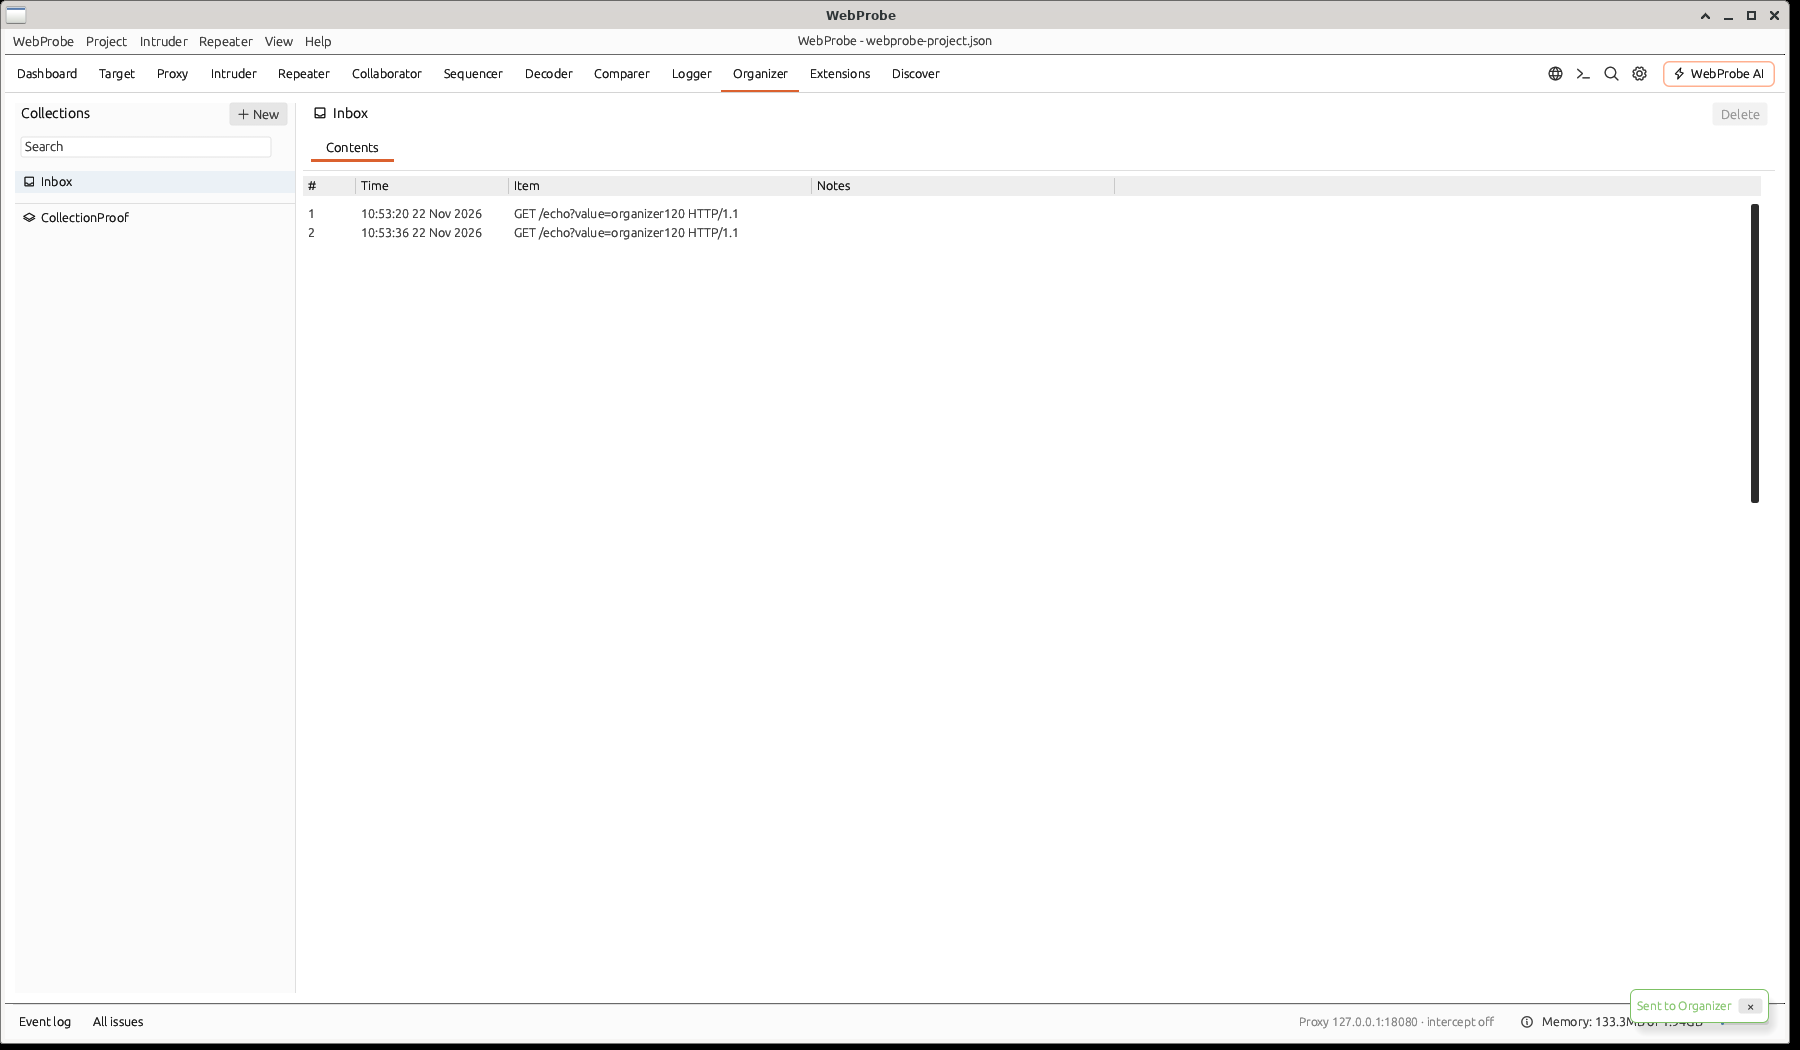 WebProbe
WebProbe Project Intruder Repeater View Help
WebProbe - webprobe-project.json
Dashboard Target Proxy Intruder Repeater Collaborator Sequencer Decoder Comparer Logger Organizer Extensions Discover
WebProbe AI
Collections
+ New
Search
Inbox
CollectionProof
Inbox
Delete
Contents
# Time Item Notes
1 10:53:20 22 Nov 2026 GET /echo?value=organizer120 HTTP/1.1
2 10:53:36 22 Nov 2026 GET /echo?value=organizer120 HTTP/1.1
Sent to Organizer ×
Event log All issues
Proxy 127.0.0.1:18080 · intercept off
Memory: 133.3M